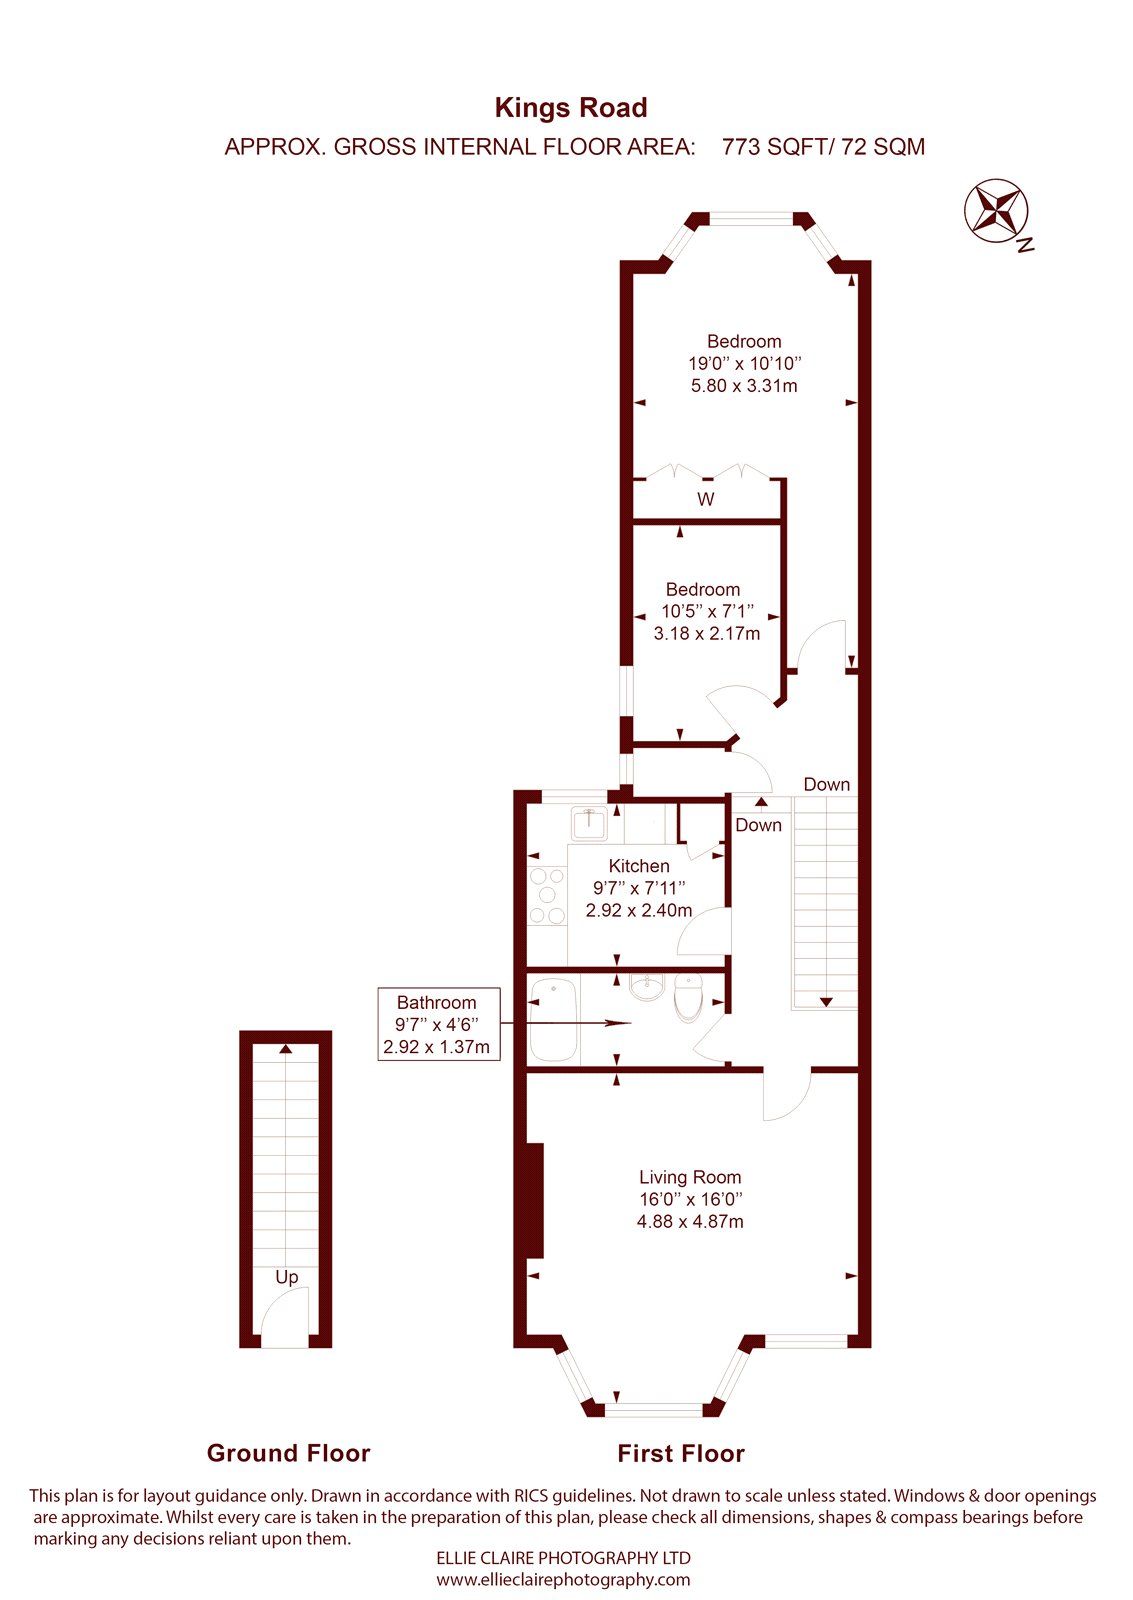 Kings Road
APPROX. GROSS INTERNAL FLOOR AREA: 773 SQFT/ 72 SQM
N
Bedroom
19'0'' x 10'10''
5.80 x 3.31m
W
Bedroom
10'5'' x 7'1''
3.18 x 2.17m
Down
Down
Kitchen
9'7'' x 7'11''
2.92 x 2.40m
Bathroom
9'7'' x 4'6''
2.92 x 1.37m
Living Room
16'0'' x 16'0''
4.88 x 4.87m
Up
Ground Floor
First Floor
This plan is for layout guidance only. Drawn in accordance with RICS guidelines. Not drawn to scale unless stated. Windows & door openings
are approximate. Whilst every care is taken in the preparation of this plan, please check all dimensions, shapes & compass bearings before
marking any decisions reliant upon them.
ELLIE CLAIRE PHOTOGRAPHY LTD
www.ellieclairephotography.com